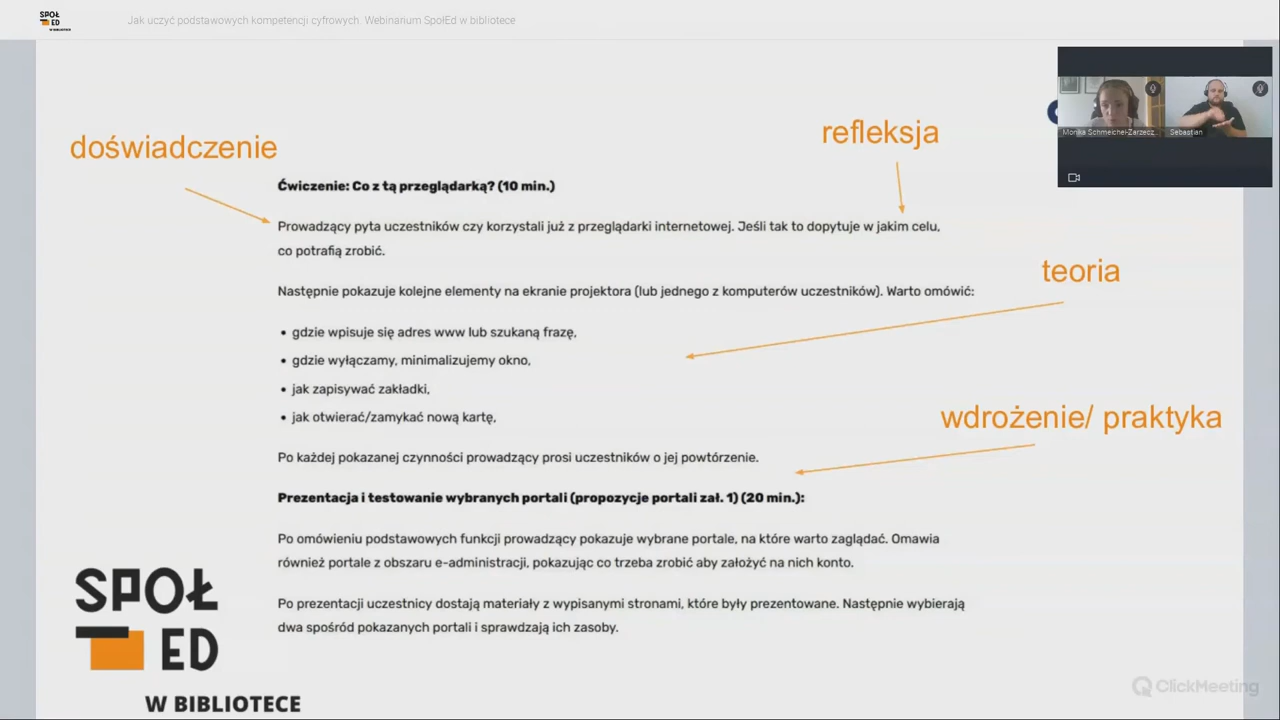 SPOŁ
ED
W BIBLIOTECE
Jak uczyć podstawowych kompetencji cyfrowych. Webinarium SpołEd w bibliotece
Monika Schmeichel-Zarzecz...
Sebastian
doświadczenie
refleksja
Ćwiczenie: Co z tą przeglądarką? (10 min.)
Prowadzący pyta uczestników czy korzystali już z przeglądarki internetowej. Jeśli tak to dopytuje w jakim celu,
co potrafią zrobić.
teoria
Następnie pokazuje kolejne elementy na ekranie projektora (lub jednego z komputerów uczestników). Warto omówić:
• gdzie wpisuje się adres www lub szukaną frazę,
• gdzie wyłączamy, minimalizujemy okno,
• jak zapisywać zakładki,
• jak otwierać/zamykać nową kartę,
wdrożenie/ praktyka
Po każdej pokazanej czynności prowadzący prosi uczestników o jej powtórzenie.
Prezentacja i testowanie wybranych portali (propozycje portali zał. 1) (20 min.):
Po omówieniu podstawowych funkcji prowadzący pokazuje wybrane portale, na które warto zaglądać. Omawia
również portale z obszaru e-administracji, pokazując co trzeba zrobić aby założyć na nich konto.
Po prezentacji uczestnicy dostają materiały z wypisanymi stronami, które były prezentowane. Następnie wybierają
dwa spośród pokazanych portali i sprawdzają ich zasoby.
SPOŁ
ED
W BIBLIOTECE
ClickMeeting